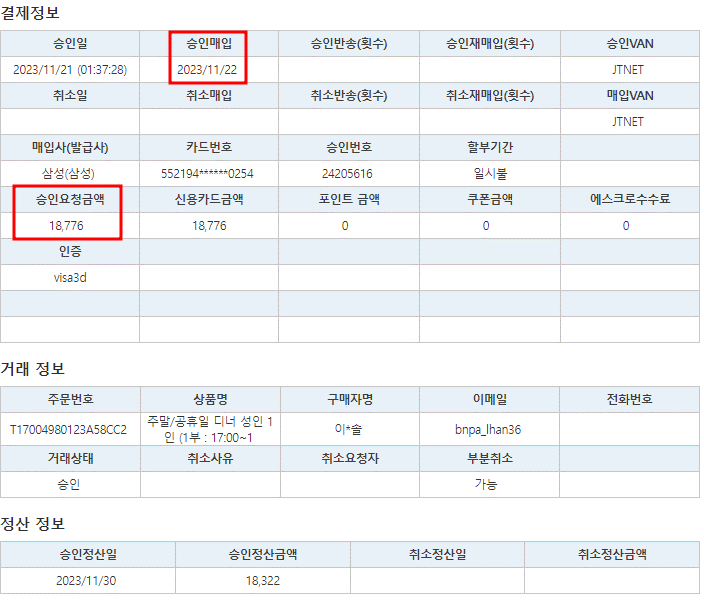 결제정보
승인일 승인매입 승인반송(횟수) 승인재매입(횟수) 승인VAN
2023/11/21 (01:37:28) 2023/11/22 JTNET
취소일 취소매입 취소반송(횟수) 취소재매입(횟수) 매입VAN
JTNET
매입사(발급사) 카드번호 승인번호 할부기간
삼성(삼성) 552194******0254 24205616 일시불
승인요청금액 신용카드금액 포인트 금액 쿠폰금액 에스크로수수료
18,776 18,776 0 0 0
인증
visa3d
거래 정보
주문번호 상품명 구매자명 이메일 전화번호
T17004980123A58CC2 주말/공휴일 디너 성인 1 이*솔 bnpa_lhan36
인 (1부 : 17:00~1
거래상태 취소사유 취소요청자 부분취소
승인 가능
정산 정보
승인정산일 승인정산금액 취소정산일 취소정산금액
2023/11/30 18,322